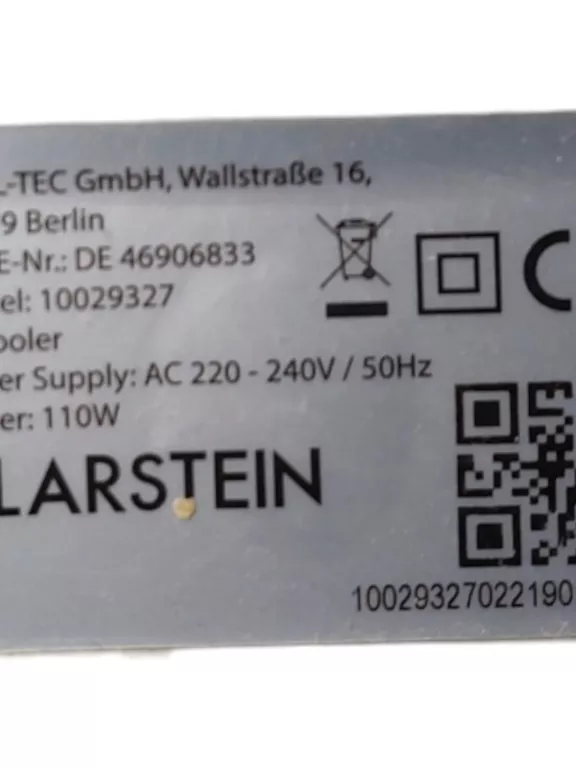 L-TEC GmbH, Wallstraße 16,
9 Berlin
E-Nr.: DE 46906833
el: 10029327
ooler
er Supply: AC 220 - 240V / 50Hz
er: 110W
LARSTEIN
10029327022190